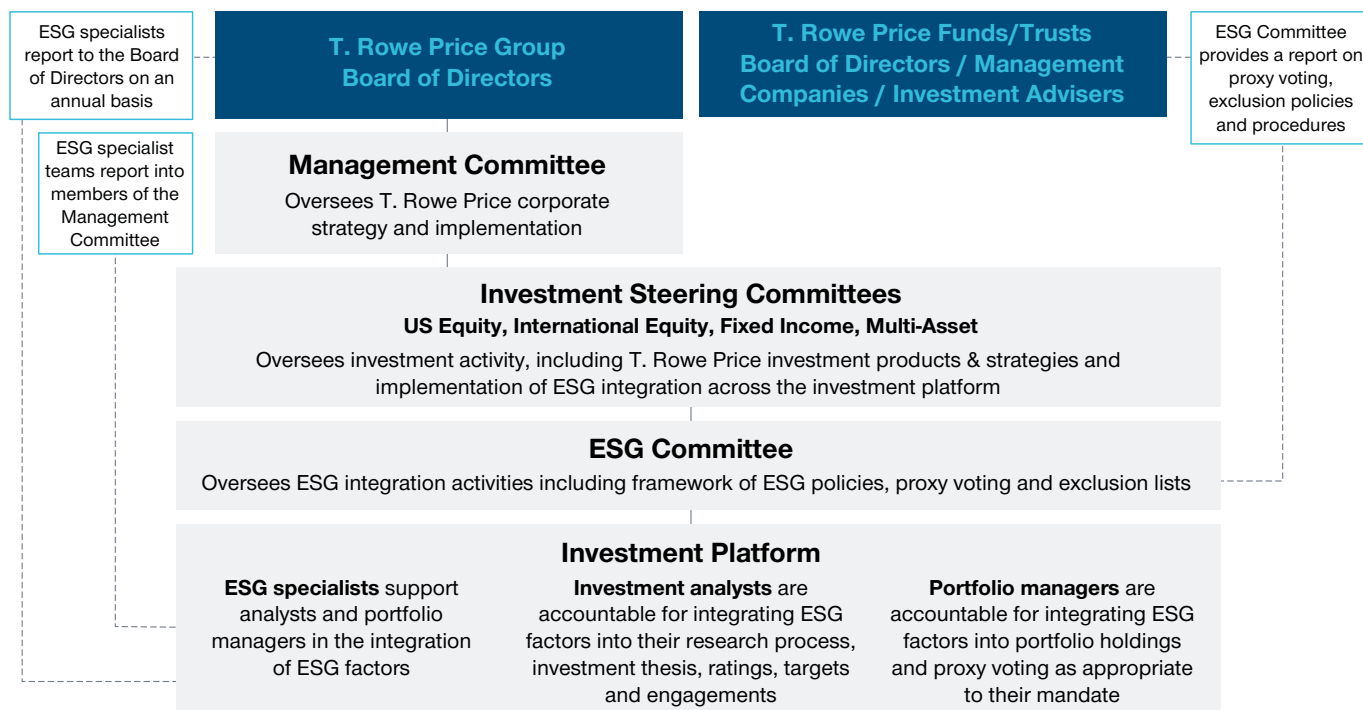 ESG specialists
report to the Board
of Directors on an
annual basis
T. Rowe Price Group
Board of Directors
T. Rowe Price Funds/Trusts
Board of Directors / Management
Companies / Investment Advisers
ESG Committee
provides a report on
proxy voting,
exclusion policies
and procedures
ESG specialist
teams report into
members of the
Management
Committee
Management Committee
Oversees T. Rowe Price corporate
strategy and implementation
Investment Steering Committees
US Equity, International Equity, Fixed Income, Multi-Asset
Oversees investment activity, including T. Rowe Price investment products & strategies and
implementation of ESG integration across the investment platform
ESG Committee
Oversees ESG integration activities including framework of ESG policies, proxy voting and exclusion lists
Investment Platform
ESG specialists support
analysts and portfolio
managers in the integration
of ESG factors
Investment analysts are
accountable for integrating ESG
factors into their research process,
investment thesis, ratings, targets
and engagements
Portfolio managers are
accountable for integrating ESG
factors into portfolio holdings
and proxy voting as appropriate
to their mandate